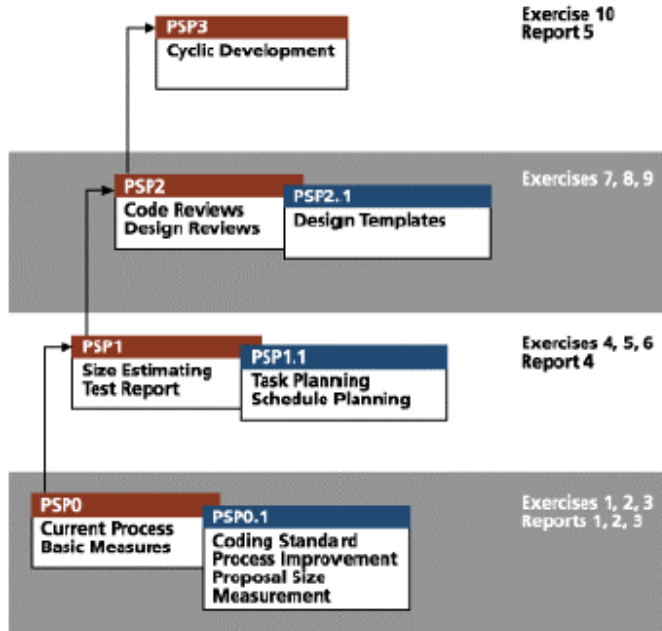 PSP3
Cyclic Development
Exercise 10
Report 5
PSP2
Code Reviews
Design Reviews
PSP2.1
Design Templates
Exercises 7, 8, 9
PSP1
Size Estimating
Test Report
PSP1.1
Task Planning
Schedule Planning
Exercises 4, 5, 6
Report 4
PSP0
Current Process
Basic Measures
PSP0.1
Coding Standard
Process Improvement
Proposal Size
Measurement
Exercises 1, 2, 3
Reports 1, 2, 3